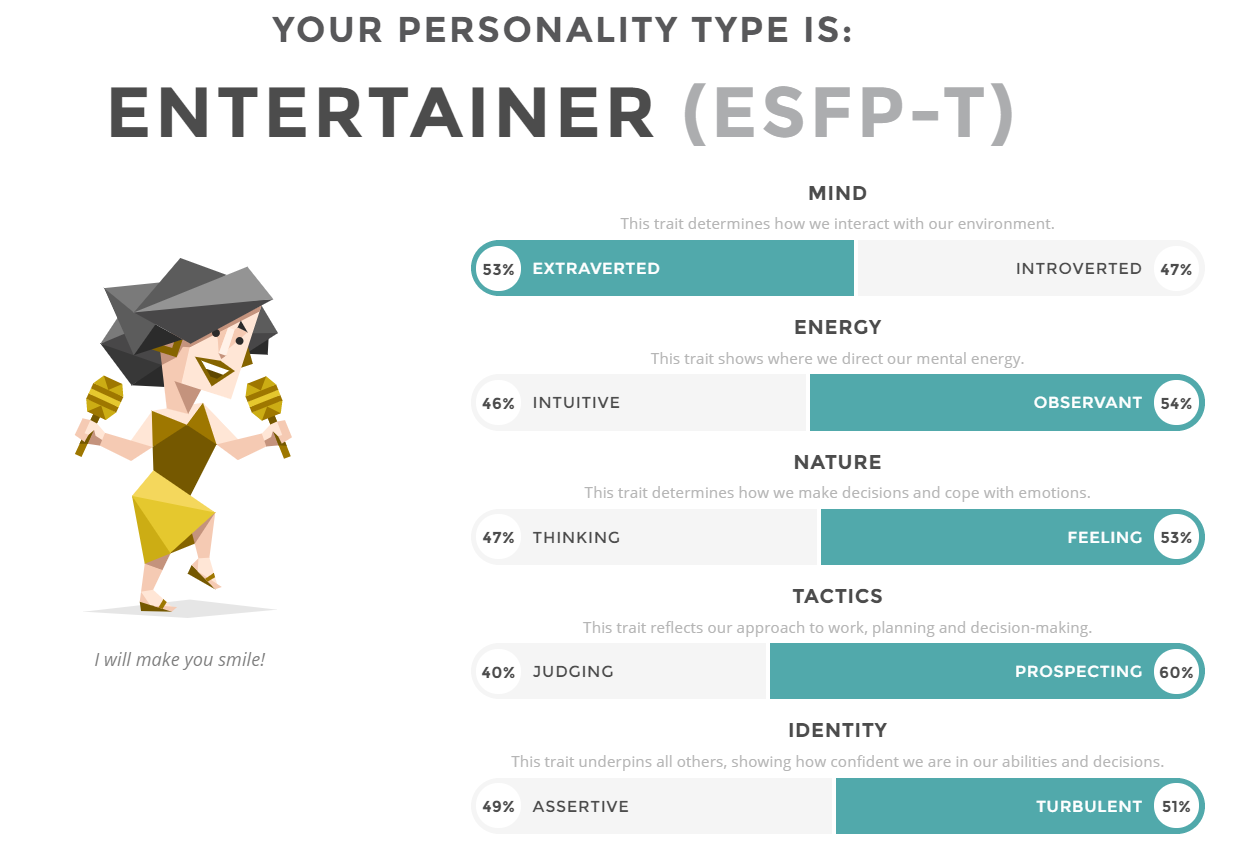 YOUR PERSONALITY TYPE IS:
ENTERTAINER (ESFP-T)
MIND
This trait determines how we interact with our environment.
53% EXTRAVERTED INTROVERTED 47%
ENERGY
This trait shows where we direct our mental energy.
46% INTUITIVE OBSERVANT 54%
NATURE
This trait determines how we make decisions and cope with emotions.
47% THINKING FEELING 53%
TACTICS
This trait reflects our approach to work, planning and decision-making.
40% JUDGING PROSPECTING 60%
IDENTITY
This trait underpins all others, showing how confident we are in our abilities and decisions.
49% ASSERTIVE TURBULENT 51%
I will make you smile!